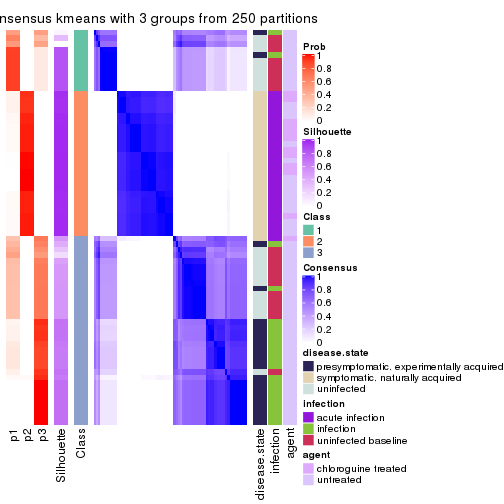 nsensus kmeans with 3 groups from 250 partitions
Prob
1
0.8
0.6
0.4
0.2
0
Silhouette
1
0.8
0.6
0.4
0.2
0
Class
1
2
3
Consensus
1
0.8
0.6
0.4
0.2
0
disease.state
presymptomatic. experimentally acquired
symptomatic. naturally acquired
uninfected
infection
acute infection
infection
uninfected baseline
agent
chloroguine treated
untreated
p1
p2
p3
Silhouette
Class
disease.state
infection
agent